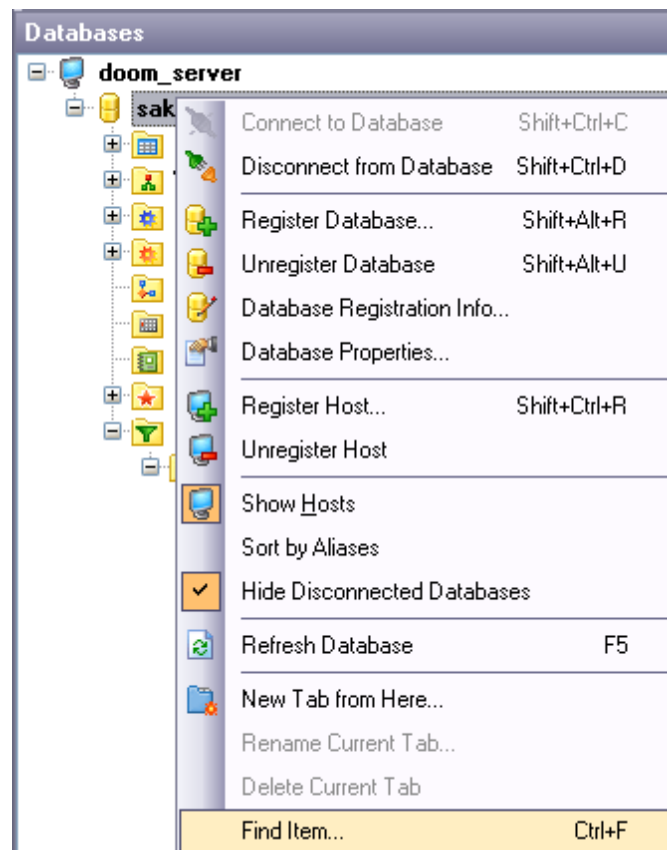 Databases
doom_server
sak
Connect to Database Shift+Ctrl+C
Disconnect from Database Shift+Ctrl+D
Register Database... Shift+Alt+R
Unregister Database Shift+Alt+U
Database Registration Info...
Database Properties...
Register Host... Shift+Ctrl+R
Unregister Host
Show Hosts
Sort by Aliases
Hide Disconnected Databases
Refresh Database F5
New Tab from Here...
Rename Current Tab...
Delete Current Tab
Find Item... Ctrl+F